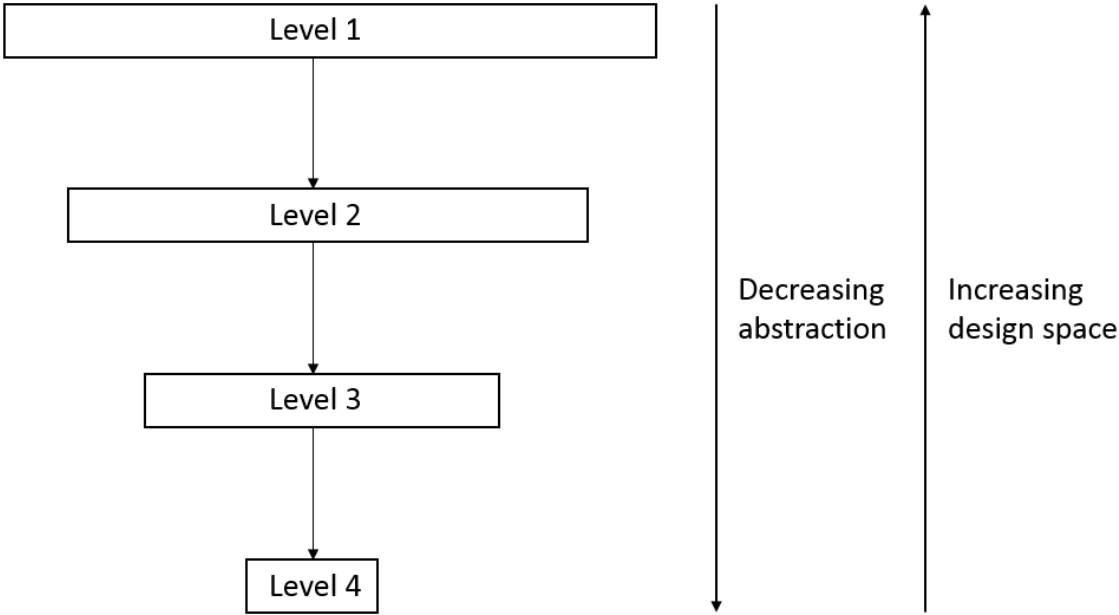 Level 1
Level 2
Level 3
Level 4
Decreasing
abstraction
Increasing
design space